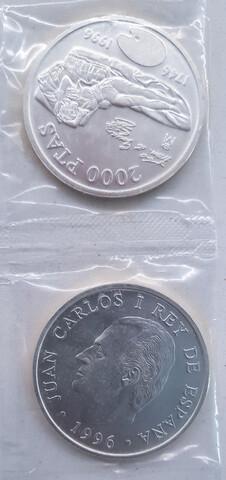 1746 1996
2000 PTAS
JUAN CARLOS I REY DE ESPAÑA
1996